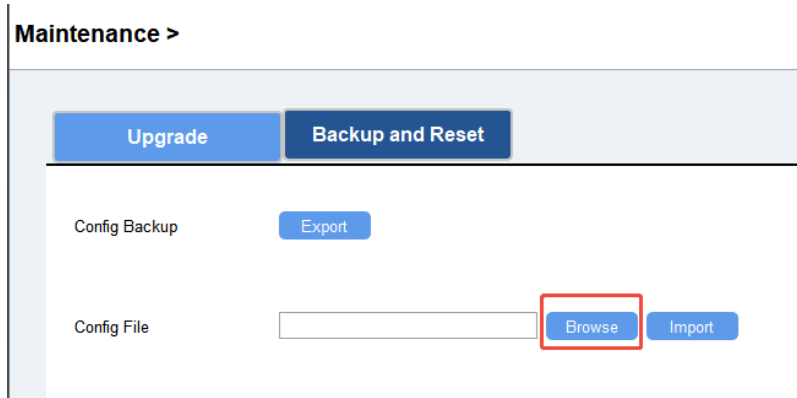 Maintenance >
Upgrade Backup and Reset
Config Backup Export
Config File Browse Import